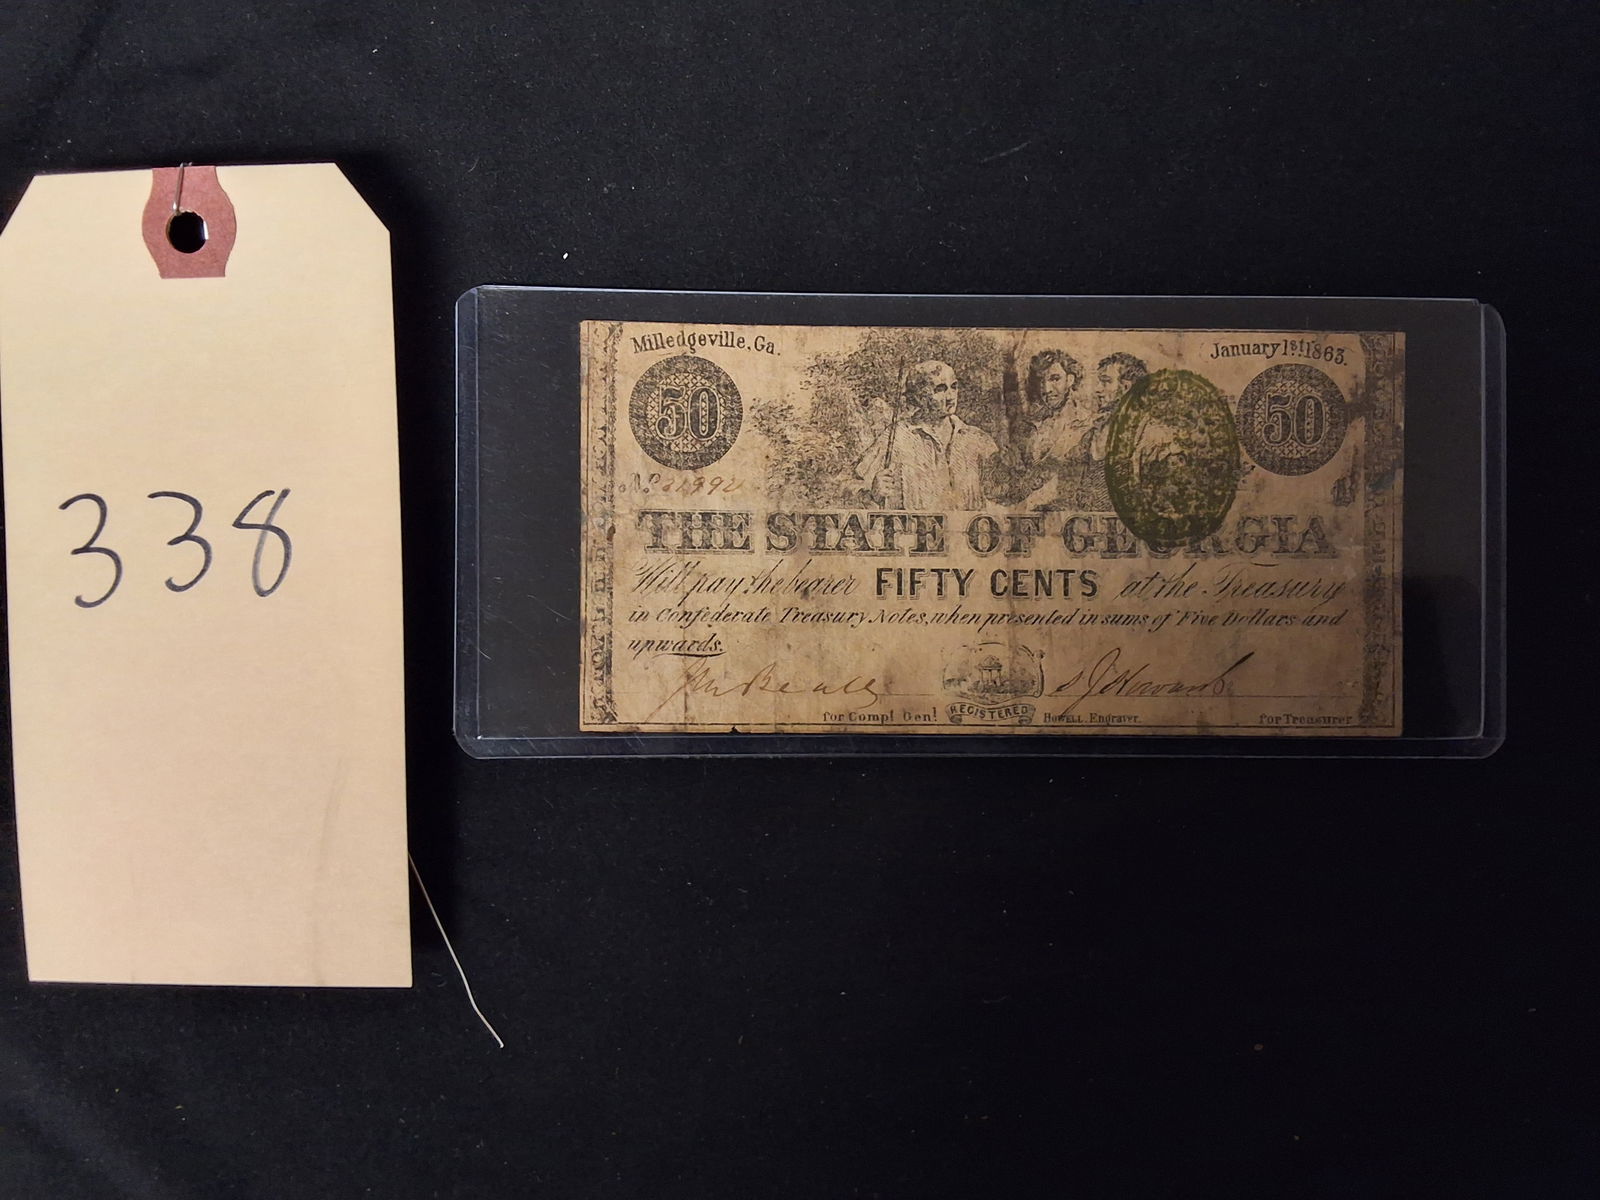 338
Milledgeville, Ga.
January 1st 1863.
50
50
No
THE STATE OF GEORGIA
Will pay the bearer FIFTY CENTS at the Treasury
in Confederate Treasury Notes, when presented in sums of Five Dollars and
upwards.
for Compt Genl
REGISTERED
HOWELL. Engraver.
for Treasurer